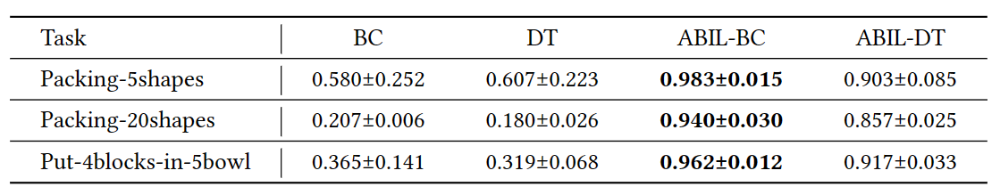 Task BC DT ABIL-BC ABIL-DT
Packing-5shapes 0.580±0.252 0.607±0.223 0.983±0.015 0.903±0.085
Packing-20shapes 0.207±0.006 0.180±0.026 0.940±0.030 0.857±0.025
Put-4blocks-in-5bowl 0.365±0.141 0.319±0.068 0.962±0.012 0.917±0.033